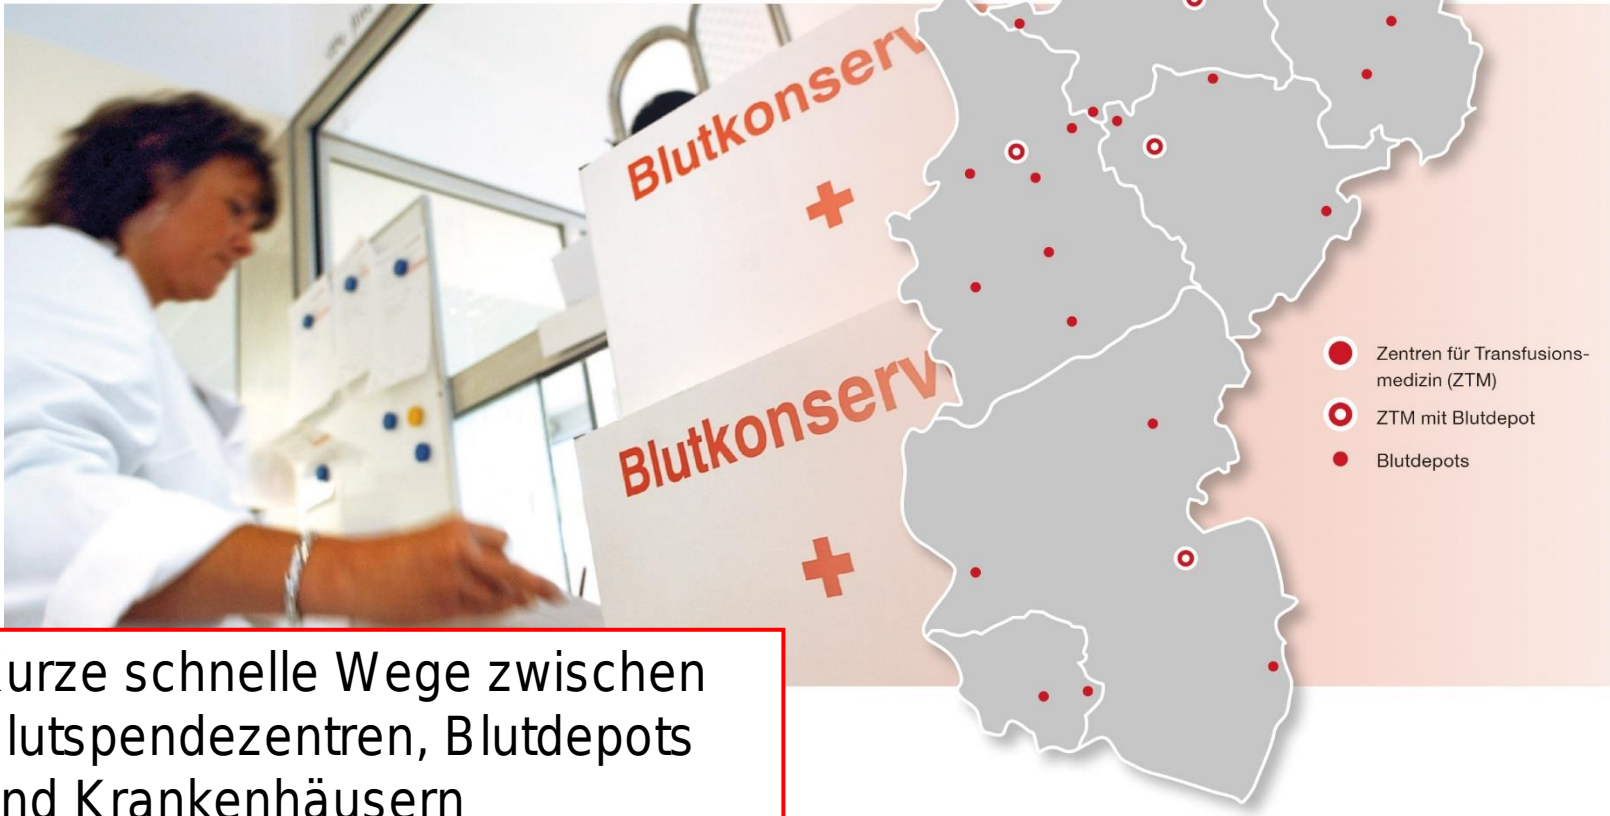 Blutkonserv
Blutkonserv
Zentren für Transfusions-
medizin (ZTM)
ZTM mit Blutdepot
Blutdepots
urze schnelle Wege zwischen
lutspendezentren, Blutdepots
nd Krankenhäusern